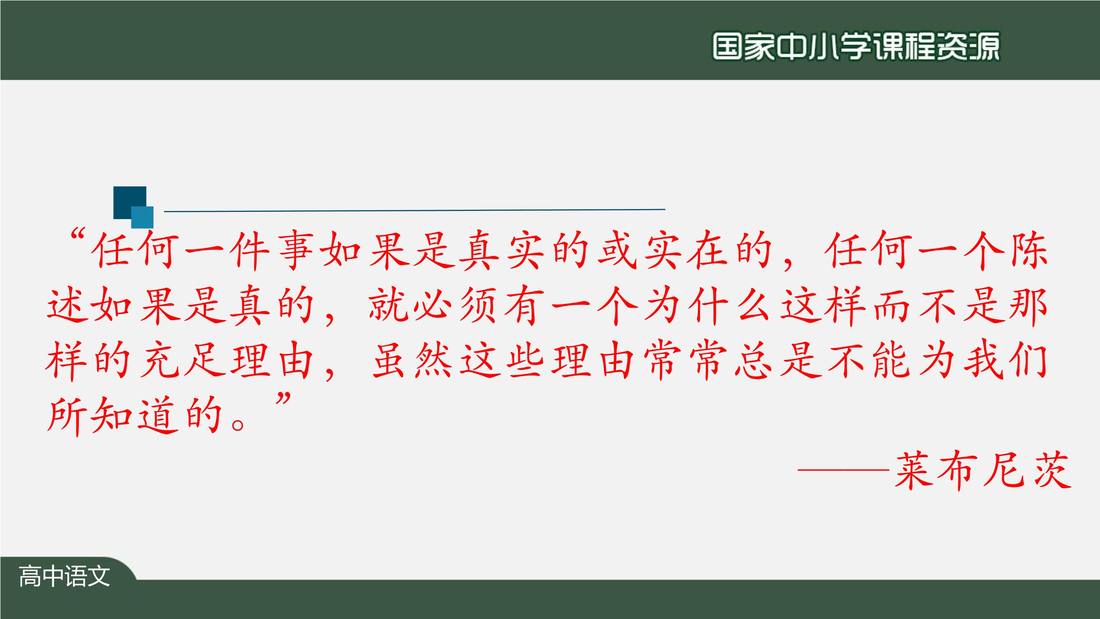 国家中小学课程资源
“任何一件事如果是真实的或实在的，任何一个陈
述如果是真的，就必须有一个为什么这样而不是那
样的充足理由，虽然这些理由常常总是不能为我们
所知道的。”
——莱布尼茨
高中语文